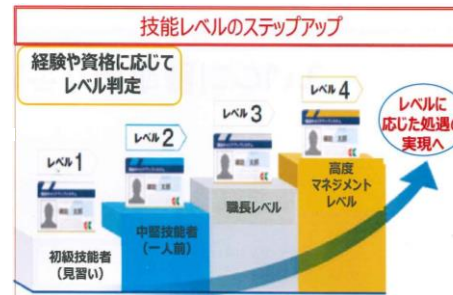 技能レベルのステップアップ
経験や資格に応じて
レベル判定
レベル1
レベル2
レベル3
レベル4
レベルに
応じた処遇の
実現へ
初級技能者
(見習い)
中堅技能者
(一人前)
職長レベル
高度
マネジメント
レベル